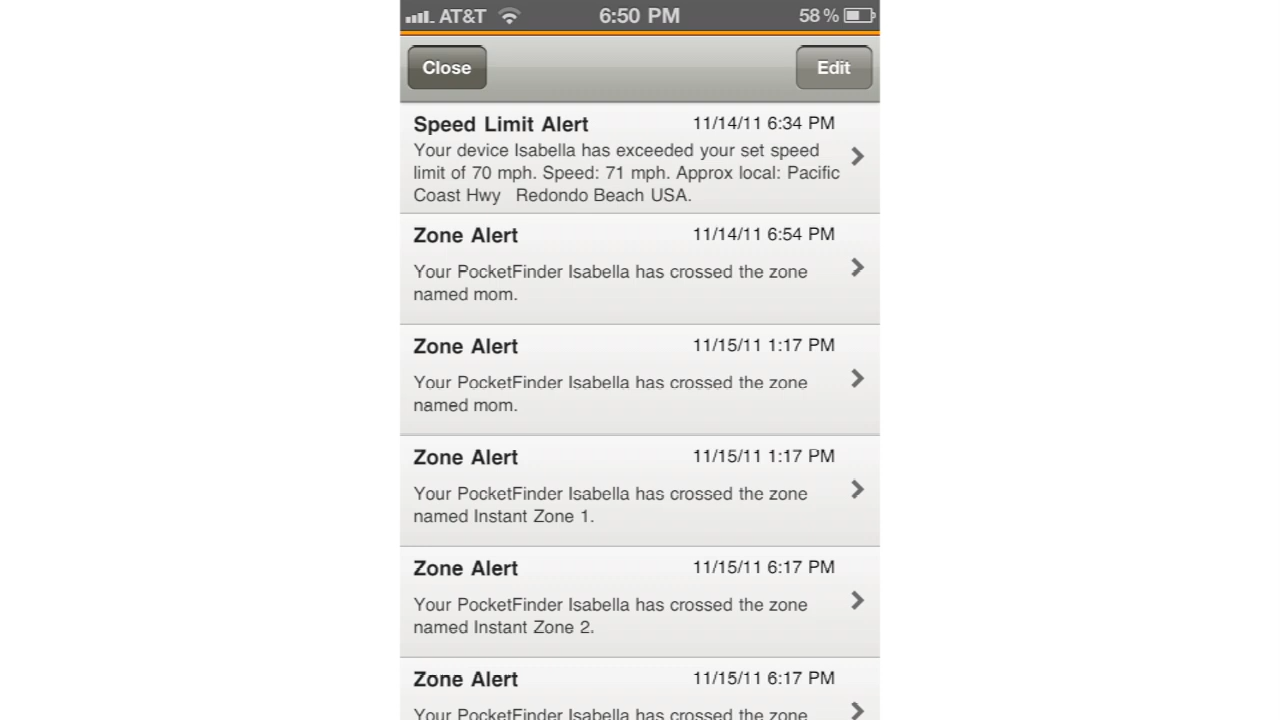 AT&T 6:50 PM 58%
Close Edit
Speed Limit Alert 11/14/11 6:34 PM
Your device Isabella has exceeded your set speed
limit of 70 mph. Speed: 71 mph. Approx local: Pacific
Coast Hwy Redondo Beach USA.
Zone Alert 11/14/11 6:54 PM
Your PocketFinder Isabella has crossed the zone
named mom.
Zone Alert 11/15/11 1:17 PM
Your PocketFinder Isabella has crossed the zone
named mom.
Zone Alert 11/15/11 1:17 PM
Your PocketFinder Isabella has crossed the zone
named Instant Zone 1.
Zone Alert 11/15/11 6:17 PM
Your PocketFinder Isabella has crossed the zone
named Instant Zone 2.
Zone Alert 11/15/11 6:17 PM
Your PocketFinder Isabella has crossed the zone